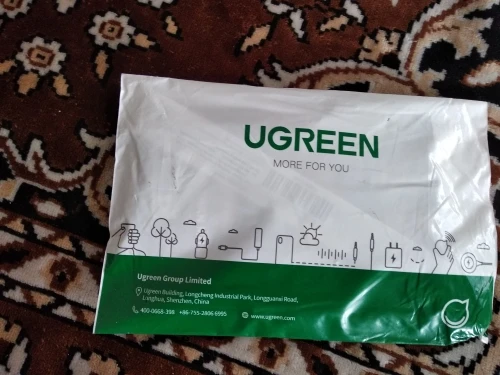 UGREEN
MORE FOR YOU
Ugreen Group Limited
Ugreen Building, Longcheng Industrial Park, Longguanxi Road,
Longhua, Shenzhen, China
400-0668-398 +86-755-2806 6995
www.ugreen.com